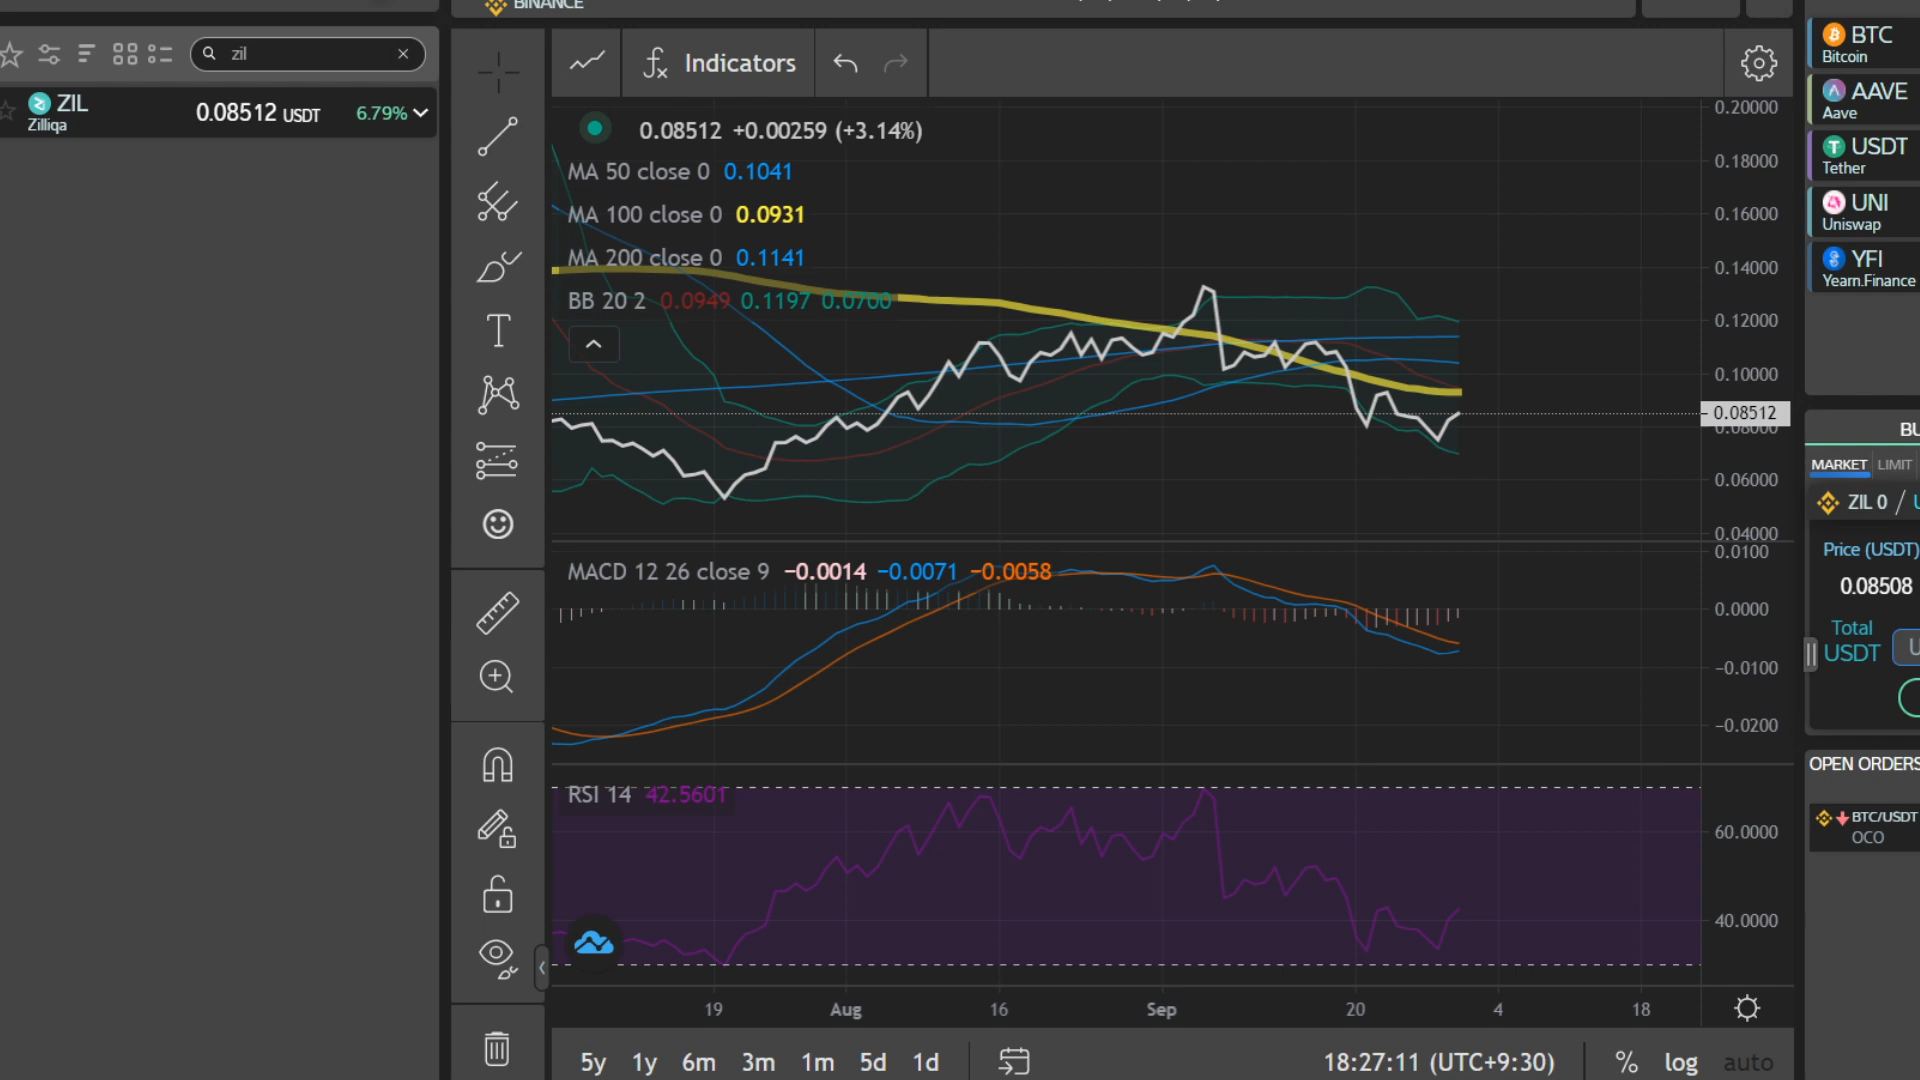 BINANCE
zil
ZIL
Zilliqa
0.08512 USDT
6.79%
Indicators
0.08512 +0.00259 (+3.14%)
MA 50 close 0 0.1041
MA 100 close 0 0.0931
MA 200 close 0 0.1141
BB 20 2 0.0949 0.1197 0.0700
0.20000
0.18000
0.16000
0.14000
0.12000
0.10000
0.08512
0.08000
0.06000
0.04000
MACD 12 26 close 9 −0.0014 −0.0071 −0.0058
0.0100
0.0000
−0.0100
−0.0200
RSI 14 42.5601
60.0000
40.0000
19 Aug 16 Sep 20 4 18
5y 1y 6m 3m 1m 5d 1d
18:27:11 (UTC+9:30)
% log auto
BTC
Bitcoin
AAVE
Aave
USDT
Tether
UNI
Uniswap
YFI
Yearn.Finance
BU
MARKET LIMIT
ZIL 0 / U
Price (USDT)
0.08508
Total
USDT
U
OPEN ORDERS
BTC/USDT
OCO